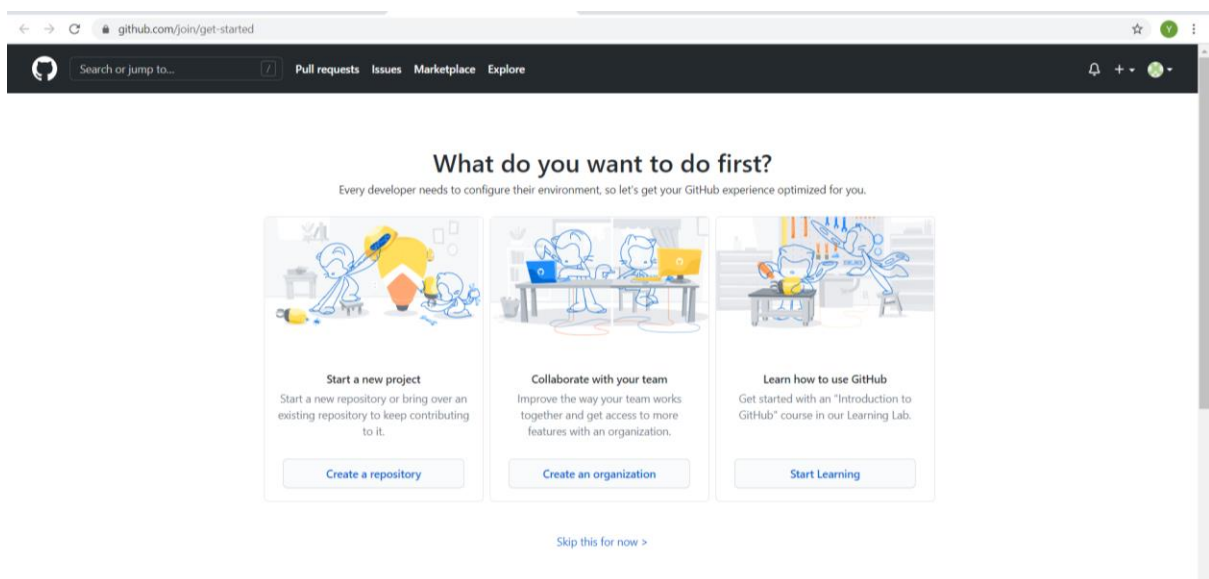 github.com/join/get-started
Y
Search or jump to...
/
Pull requests Issues Marketplace Explore
What do you want to do first?
Every developer needs to configure their environment, so let's get your GitHub experience optimized for you.
Start a new project
Start a new repository or bring over an
existing repository to keep contributing
to it.
Create a repository
Collaborate with your team
Improve the way your team works
together and get access to more
features with an organization.
Create an organization
Learn how to use GitHub
Get started with an "Introduction to
GitHub" course in our Learning Lab.
Start Learning
Skip this for now >